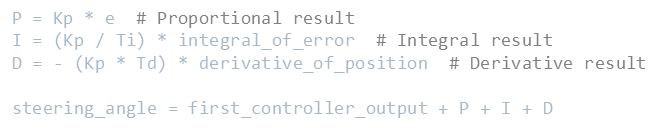 P = Kp * e  # Proportional result
I = (Kp / Ti) * integral_of_error  # Integral result
D = - (Kp * Td) * derivative_of_position  # Derivative result
steering_angle = first_controller_output + P + I + D